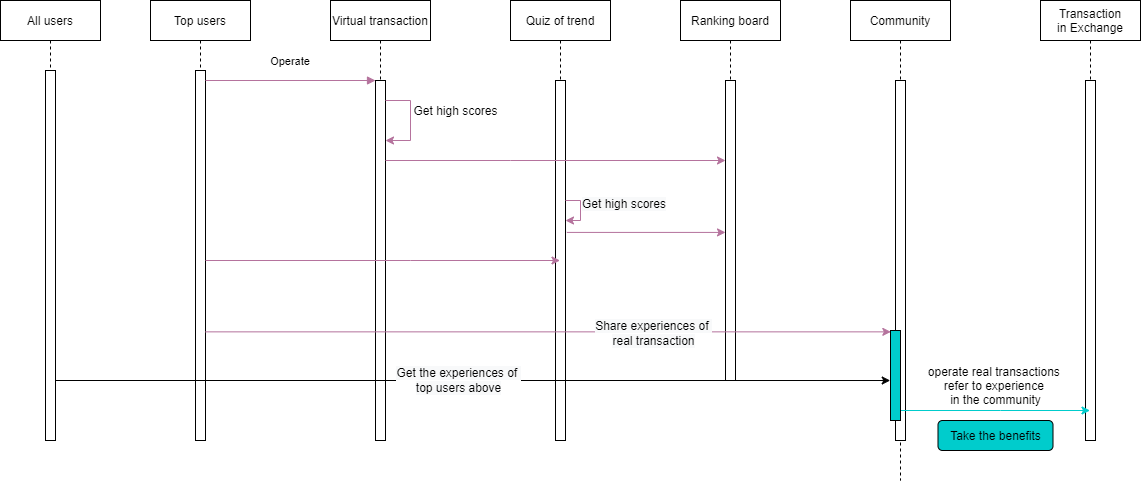 All users
Top users
Virtual transaction
Quiz of trend
Ranking board
Community
Transaction
in Exchange
Operate
Get high scores
Get high scores
Share experiences of
real transaction
Get the experiences of
top users above
operate real transactions
refer to experience
in the community
Take the benefits